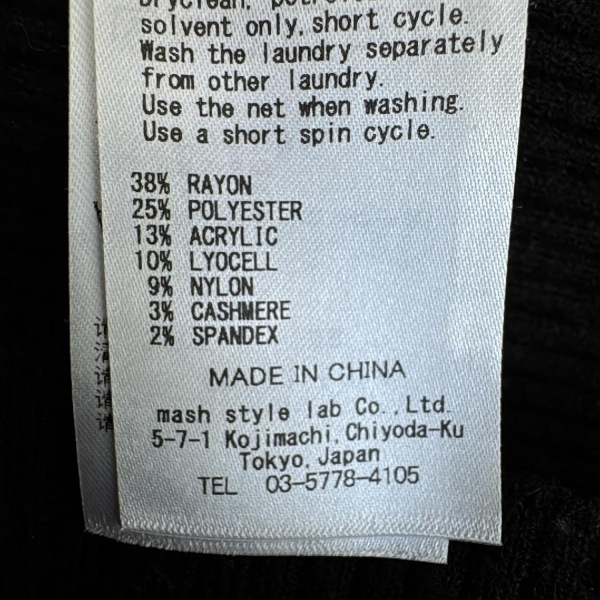 Dryclean, 
solvent only, short cycle.
Wash the laundry separately
from other laundry.
Use the net when washing.
Use a short spin cycle.
38% RAYON
25% POLYESTER
13% ACRYLIC
10% LYOCELL
9% NYLON
3% CASHMERE
2% SPANDEX
MADE IN CHINA
mash style lab Co.,Ltd.
5-7-1 Kojimachi,Chiyoda-Ku
Tokyo,Japan
TEL 03-5778-4105